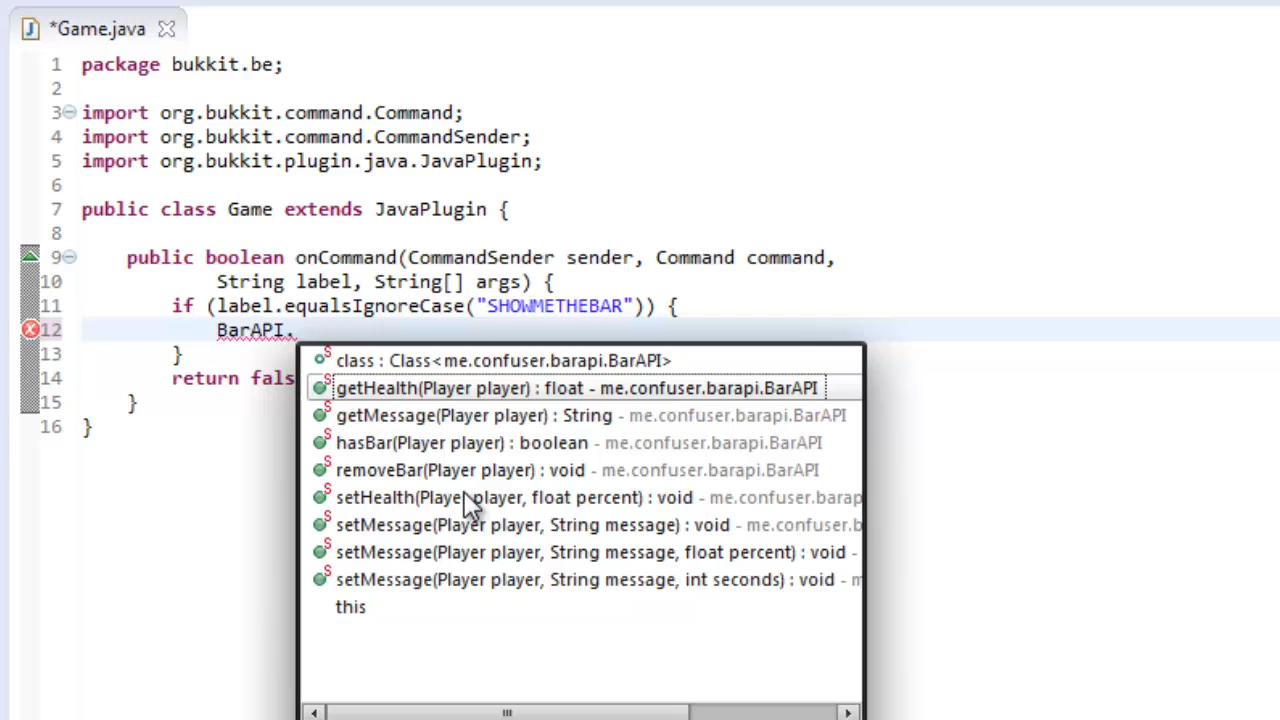 *Game.java
1 package bukkit.be;
2
3 import org.bukkit.command.Command;
4 import org.bukkit.command.CommandSender;
5 import org.bukkit.plugin.java.JavaPlugin;
6
7 public class Game extends JavaPlugin {
8
9 public boolean onCommand(CommandSender sender, Command command,
10 String label, String[] args) {
11 if (label.equalsIgnoreCase("SHOWMETHEBAR")) {
12 BarAPI.
13 }
14 return fals
15 }
16 }
class : Class<me.confuser.barapi.BarAPI>
getHealth(Player player) : float - me.confuser.barapi.BarAPI
getMessage(Player player) : String - me.confuser.barapi.BarAPI
hasBar(Player player) : boolean - me.confuser.barapi.BarAPI
removeBar(Player player) : void - me.confuser.barapi.BarAPI
setHealth(Player player, float percent) : void - me.confuser.barap
setMessage(Player player, String message) : void - me.confuser.b
setMessage(Player player, String message, float percent) : void -
setMessage(Player player, String message, int seconds) : void - m
this